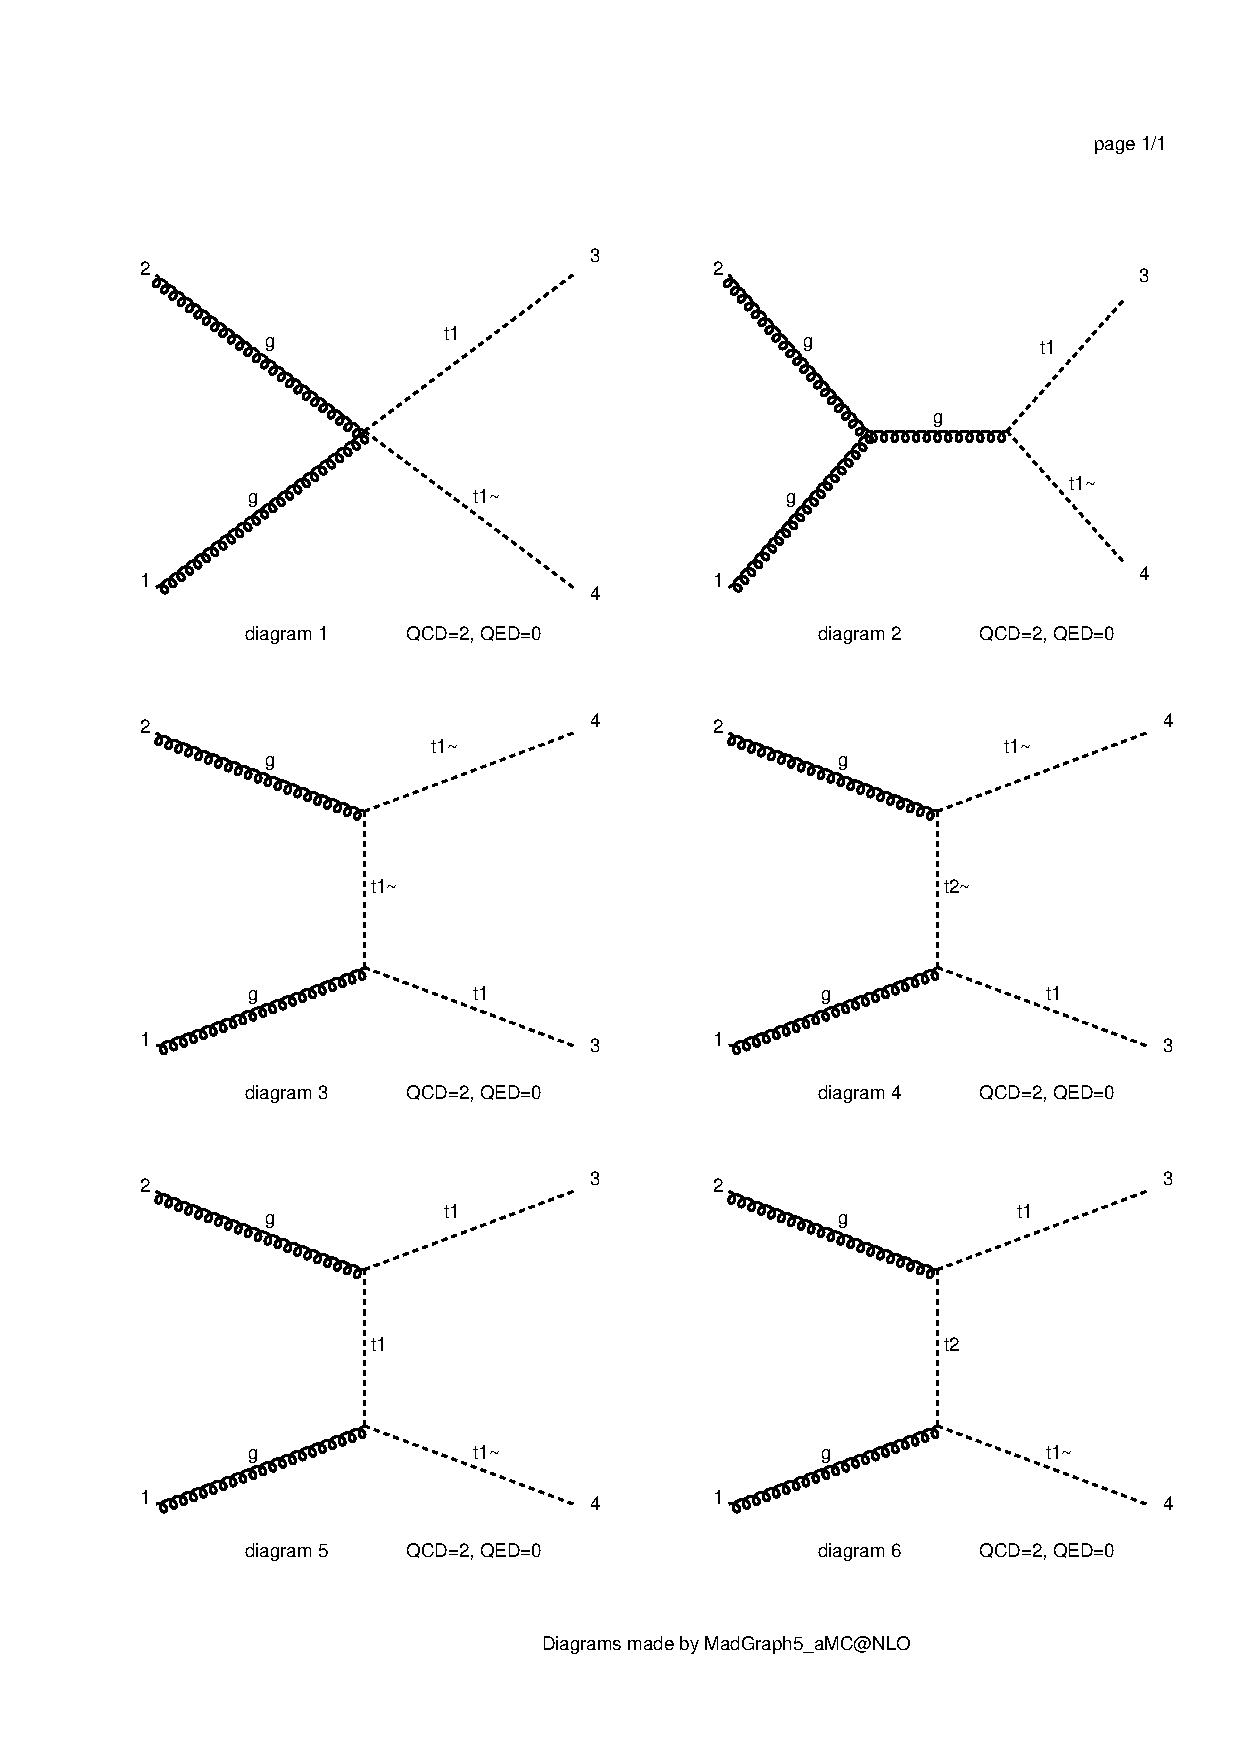 page 1/1
2 3
g t1
g t1~
1 4
diagram 1 QCD=2, QED=0
2 3
g t1
g
g t1~
1 4
diagram 2 QCD=2, QED=0
2 4
g t1~
t1~
g t1
1 3
diagram 3 QCD=2, QED=0
2 4
g t1~
t2~
g t1
1 3
diagram 4 QCD=2, QED=0
2 3
g t1
t1
g t1~
1 4
diagram 5 QCD=2, QED=0
2 3
g t1
t2
g t1~
1 4
diagram 6 QCD=2, QED=0
Diagrams made by MadGraph5_aMC@NLO